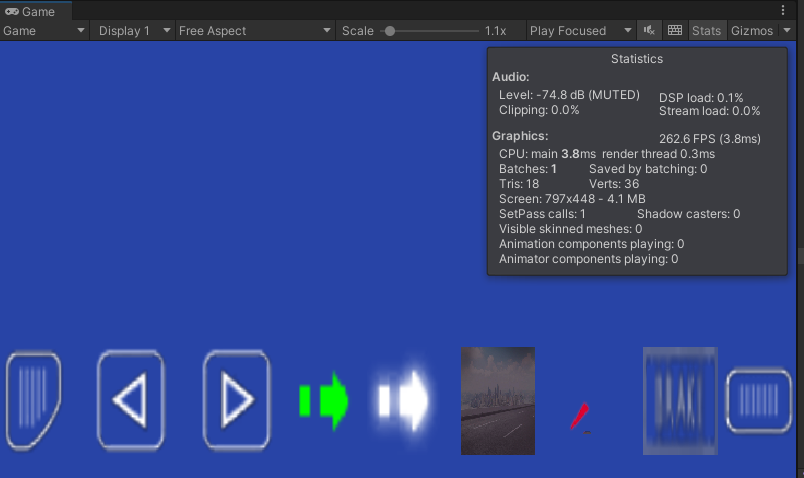 Game
Game Display 1 Free Aspect Scale 1.1x Play Focused Stats Gizmos
Statistics
Audio:
Level: -74.8 dB (MUTED) DSP load: 0.1%
Clipping: 0.0% Stream load: 0.0%
Graphics: 262.6 FPS (3.8ms)
CPU: main 3.8ms render thread 0.3ms
Batches: 1 Saved by batching: 0
Tris: 18 Verts: 36
Screen: 797x448 - 4.1 MB
SetPass calls: 1 Shadow casters: 0
Visible skinned meshes: 0
Animation components playing: 0
Animator components playing: 0